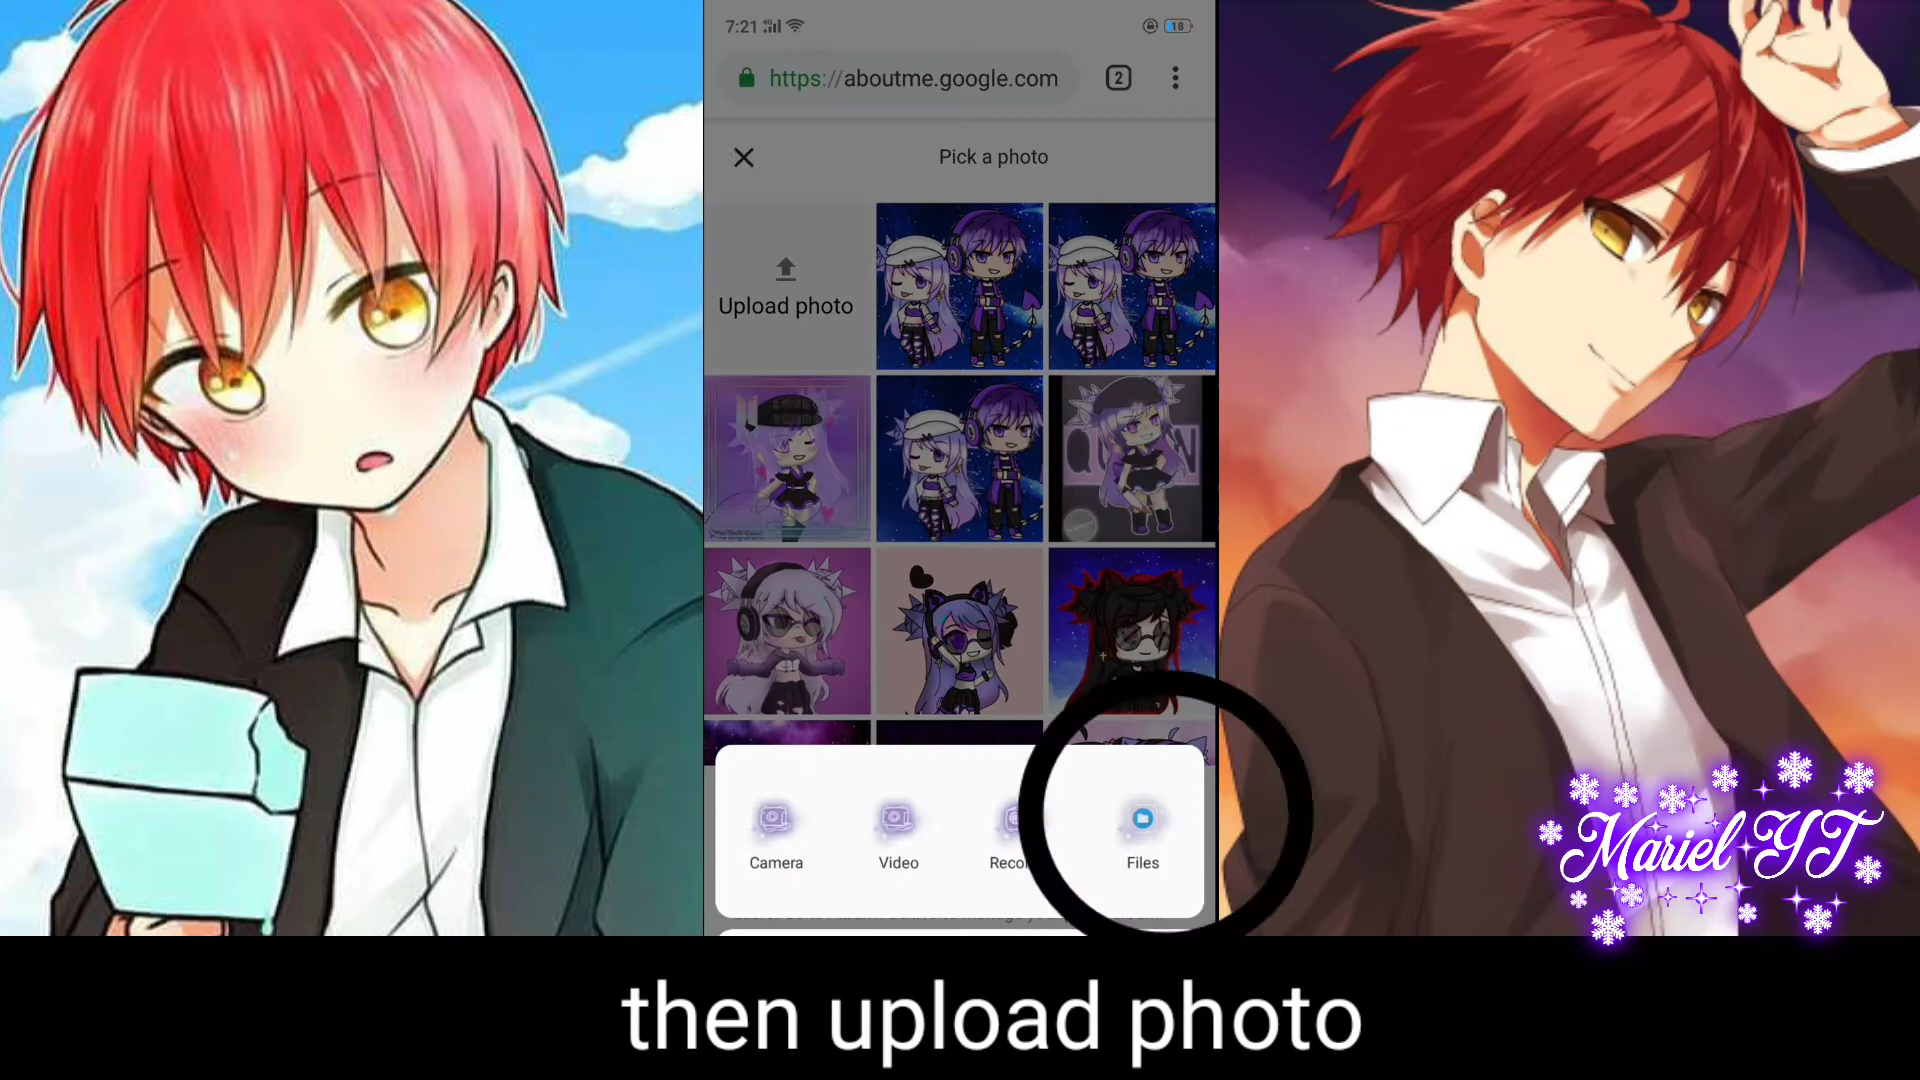 7:21
18
https://aboutme.google.com
2
Pick a photo
Upload photo
Camera
Video
Recor
Files
Mariel YT
then upload photo